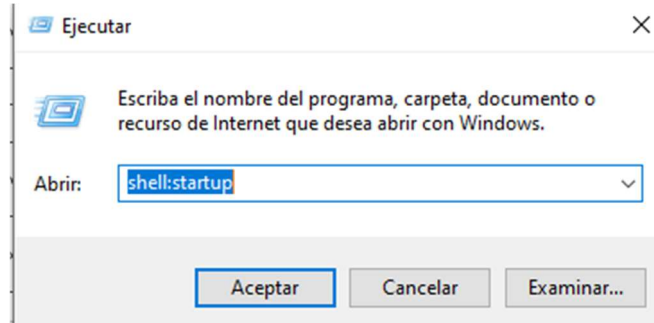 Ejecutar
Escriba el nombre del programa, carpeta, documento o
recurso de Internet que desea abrir con Windows.
Abrir:
shell:startup
Aceptar
Cancelar
Examinar...